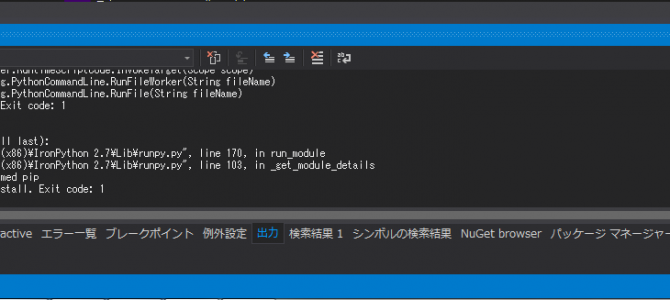 er.RuntimeScriptCode.InvokeTarget(Scope scope)
g.PythonCommandLine.RunFileWorker(String fileName)
g.PythonCommandLine.RunFile(String fileName)
Exit code: 1
ll last):
(x86)¥IronPython 2.7¥Lib¥runpy.py", line 170, in run_module
(x86)¥IronPython 2.7¥Lib¥runpy.py", line 103, in _get_module_details
med pip
stall. Exit code: 1
ractive エラー一覧 ブレークポイント 例外設定 出力 検索結果 1 シンボルの検索結果 NuGet browser パッケージ マネージャー